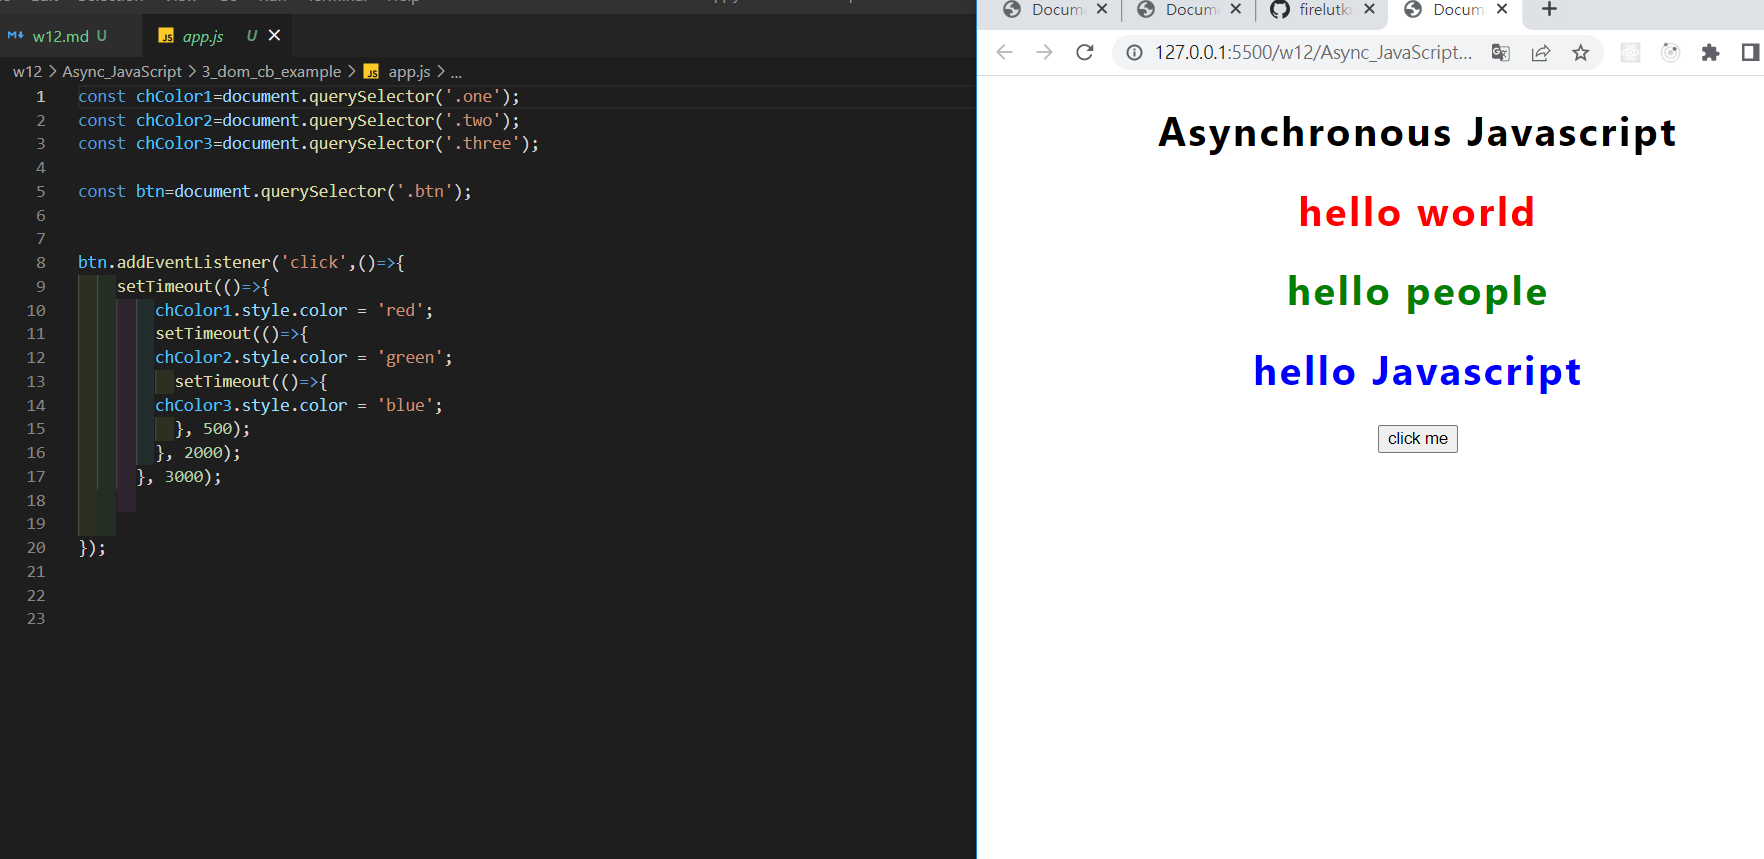 w12.md U
JS app.js U
w12 > Async_JavaScript > 3_dom_cb_example > JS app.js > ...
1 const chColor1=document.querySelector('.one');
2 const chColor2=document.querySelector('.two');
3 const chColor3=document.querySelector('.three');
4
5 const btn=document.querySelector('.btn');
6
7
8 btn.addEventListener('click',()=>{
9 setTimeout(()=>{
10 chColor1.style.color = 'red';
11 setTimeout(()=>{
12 chColor2.style.color = 'green';
13 setTimeout(()=>{
14 chColor3.style.color = 'blue';
15 }, 500);
16 }, 2000);
17 }, 3000);
18
19
20 });
21
22
23
Docum Docum firelutk Docum
127.0.0.1:5500/w12/Async_JavaScript...
Asynchronous Javascript
hello world
hello people
hello Javascript
click me